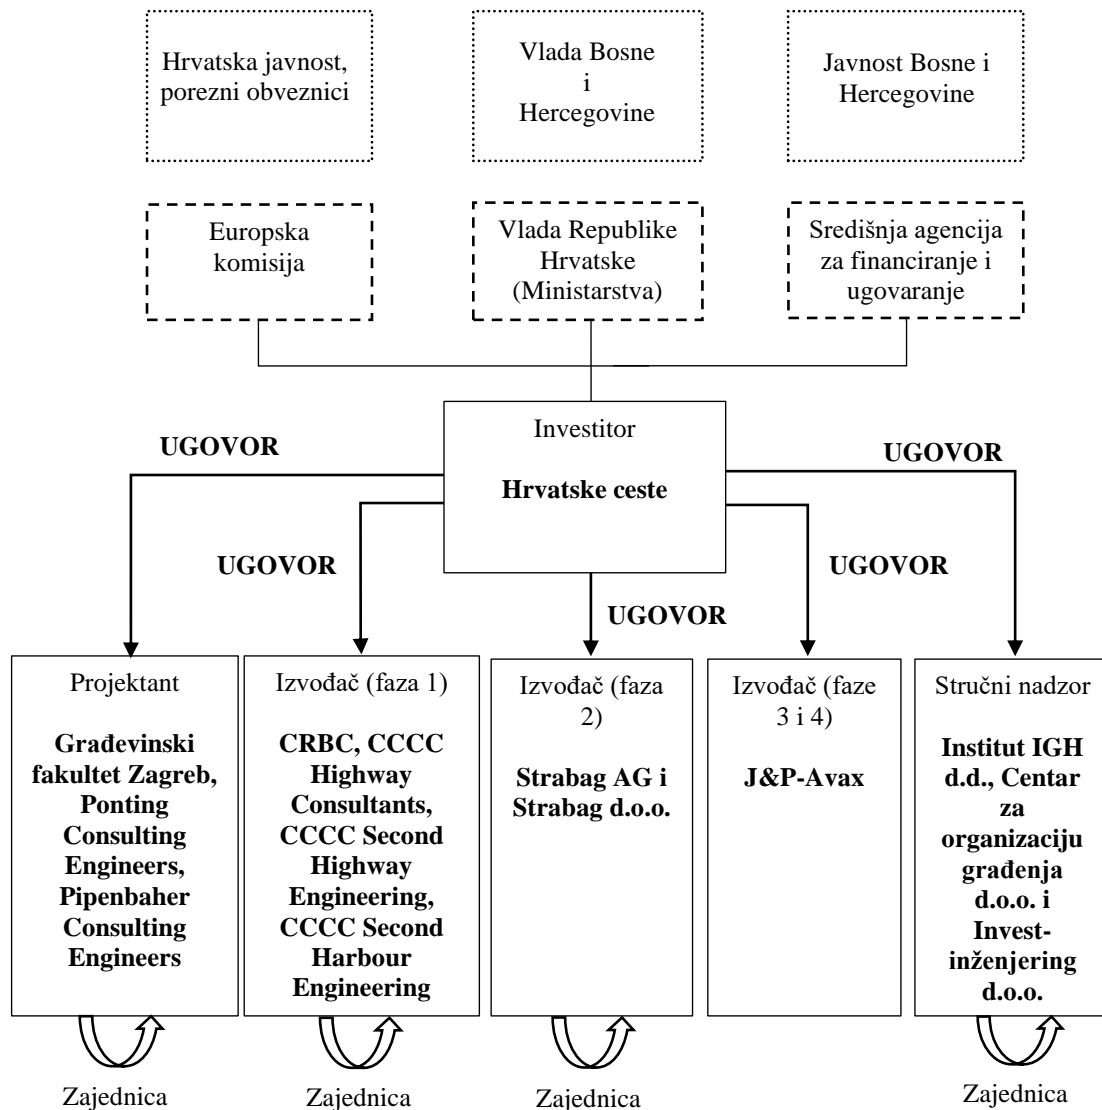 Hrvatska javnost,
porezni obveznici
Vlada Bosne
i
Hercegovine
Javnost Bosne i
Hercegovine
Europska
komisija
Vlada Republike
Hrvatske
(Ministarstva)
Središnja agencija
za financiranje i
ugovaranje
Investitor
Hrvatske ceste
UGOVOR
UGOVOR
UGOVOR
UGOVOR
UGOVOR
Projektant
Građevinski
fakultet Zagreb,
Ponting
Consulting
Engineers,
Pipenbaher
Consulting
Engineers
Izvođač (faza 1)
CRBC, CCCC
Highway
Consultants,
CCCC Second
Highway
Engineering,
CCCC Second
Harbour
Engineering
Izvođač (faza
2)
Strabag AG i
Strabag d.o.o.
Izvođač (faze
3 i 4)
J&P-Avax
Stručni nadzor
Institut IGH
d.d., Centar
za
organizaciju
građenja
d.o.o. i
Invest-
inženjering
d.o.o.
Zajednica
Zajednica
Zajednica
Zajednica